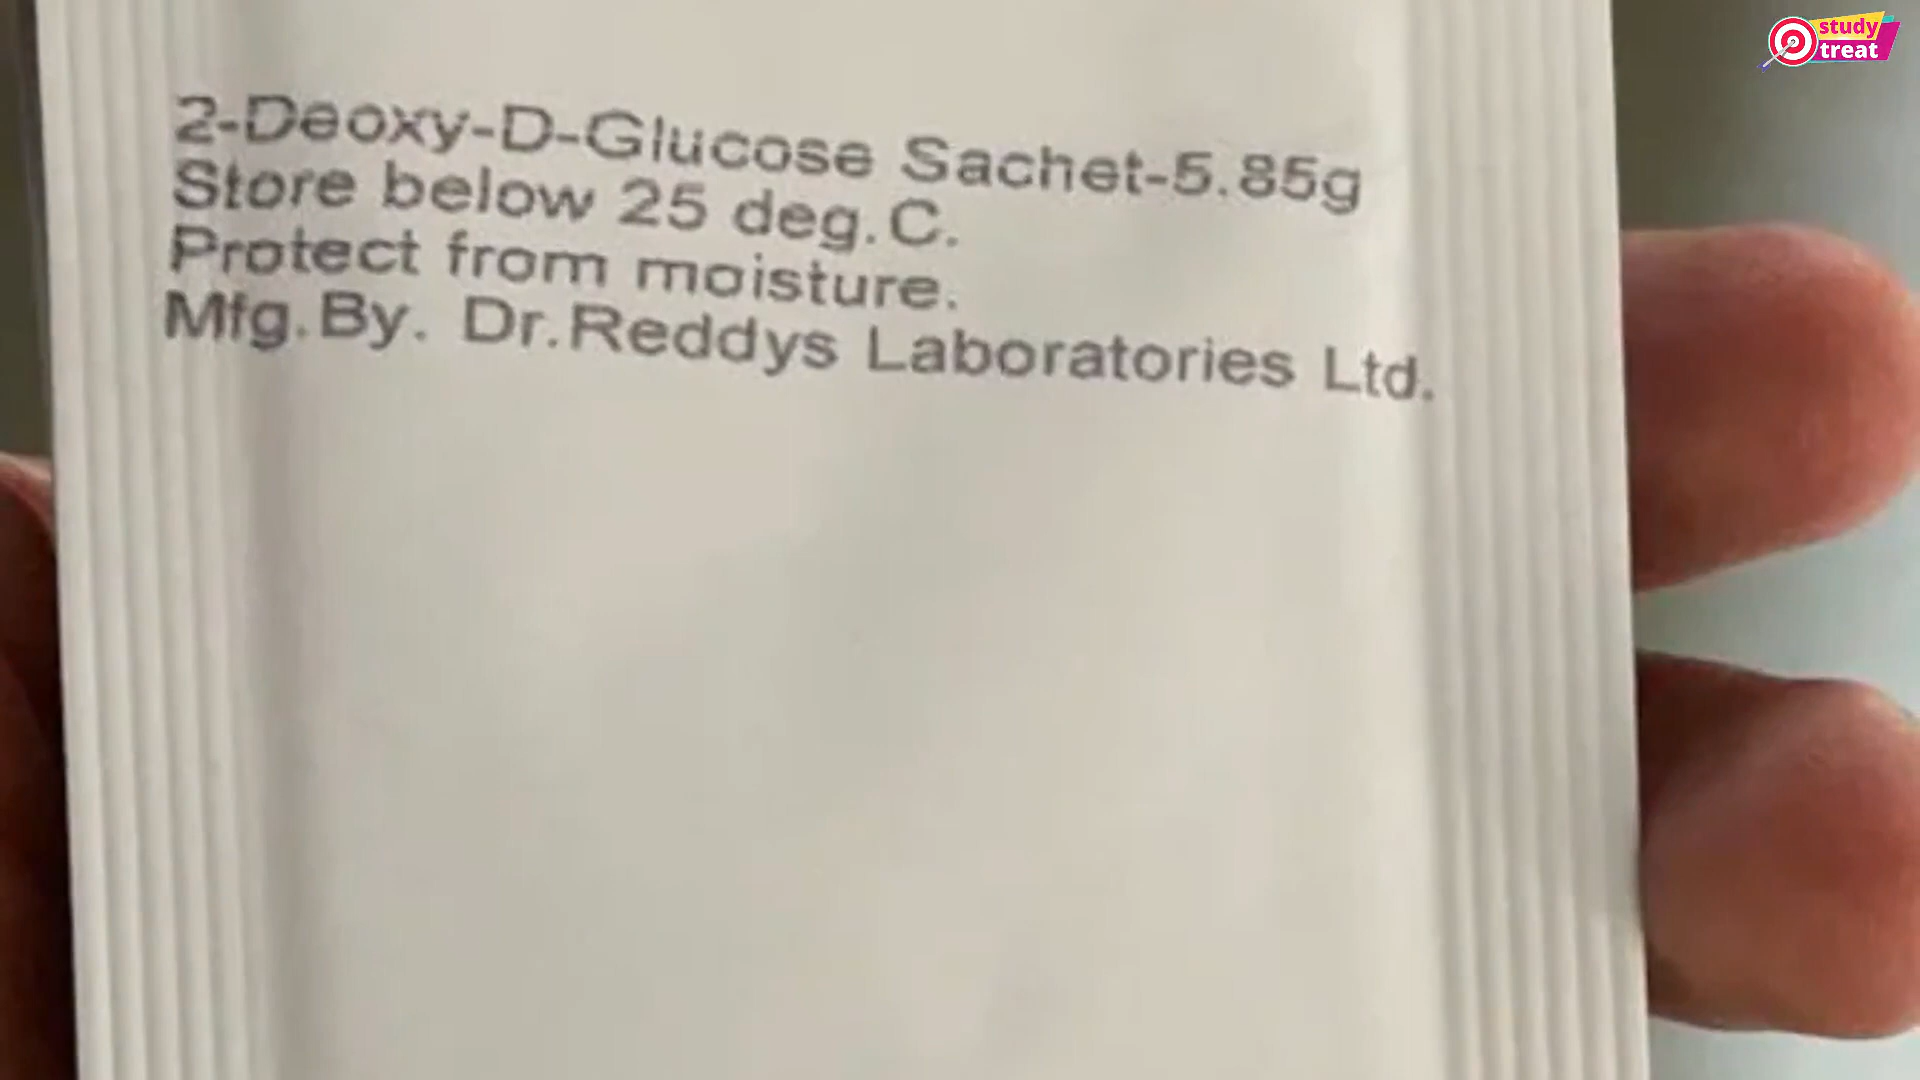 study
treat
2-Deoxy-D-Glucose Sachet-5.85g
Store below 25 deg.C.
Protect from moisture.
Mfg.By. Dr.Reddys Laboratories Ltd.